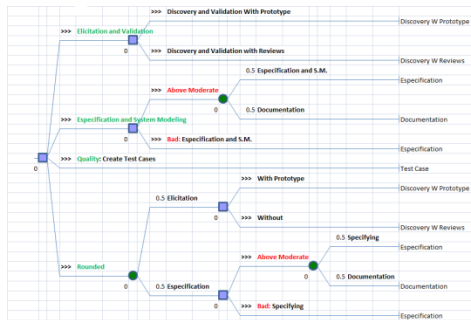 >>> Discovery and Validation With Prototype
Discovery W Prototype
>>> Elicitation and Validation
0
>>> Discovery and Validation with Reviews
Discovery W Reviews
0.5 Especification and S.M.
Especification
>>> Above Moderate
0
0.5 Documentation
Documentation
>>> Especification and System Modeling
0
>>> Bad: Especification and S.M.
Especification
>>> Quality: Create Test Cases
Test Case
0
>>> With Prototype
Discovery W Prototype
0.5 Elicitation
0
>>> Without
Discovery W Reviews
0.5 Specifying
Especification
>>> Rounded
>>> Above Moderate
0
0
0.5 Documentation
Documentation
0.5 Especification
0
>>> Bad: Specifying
Especification